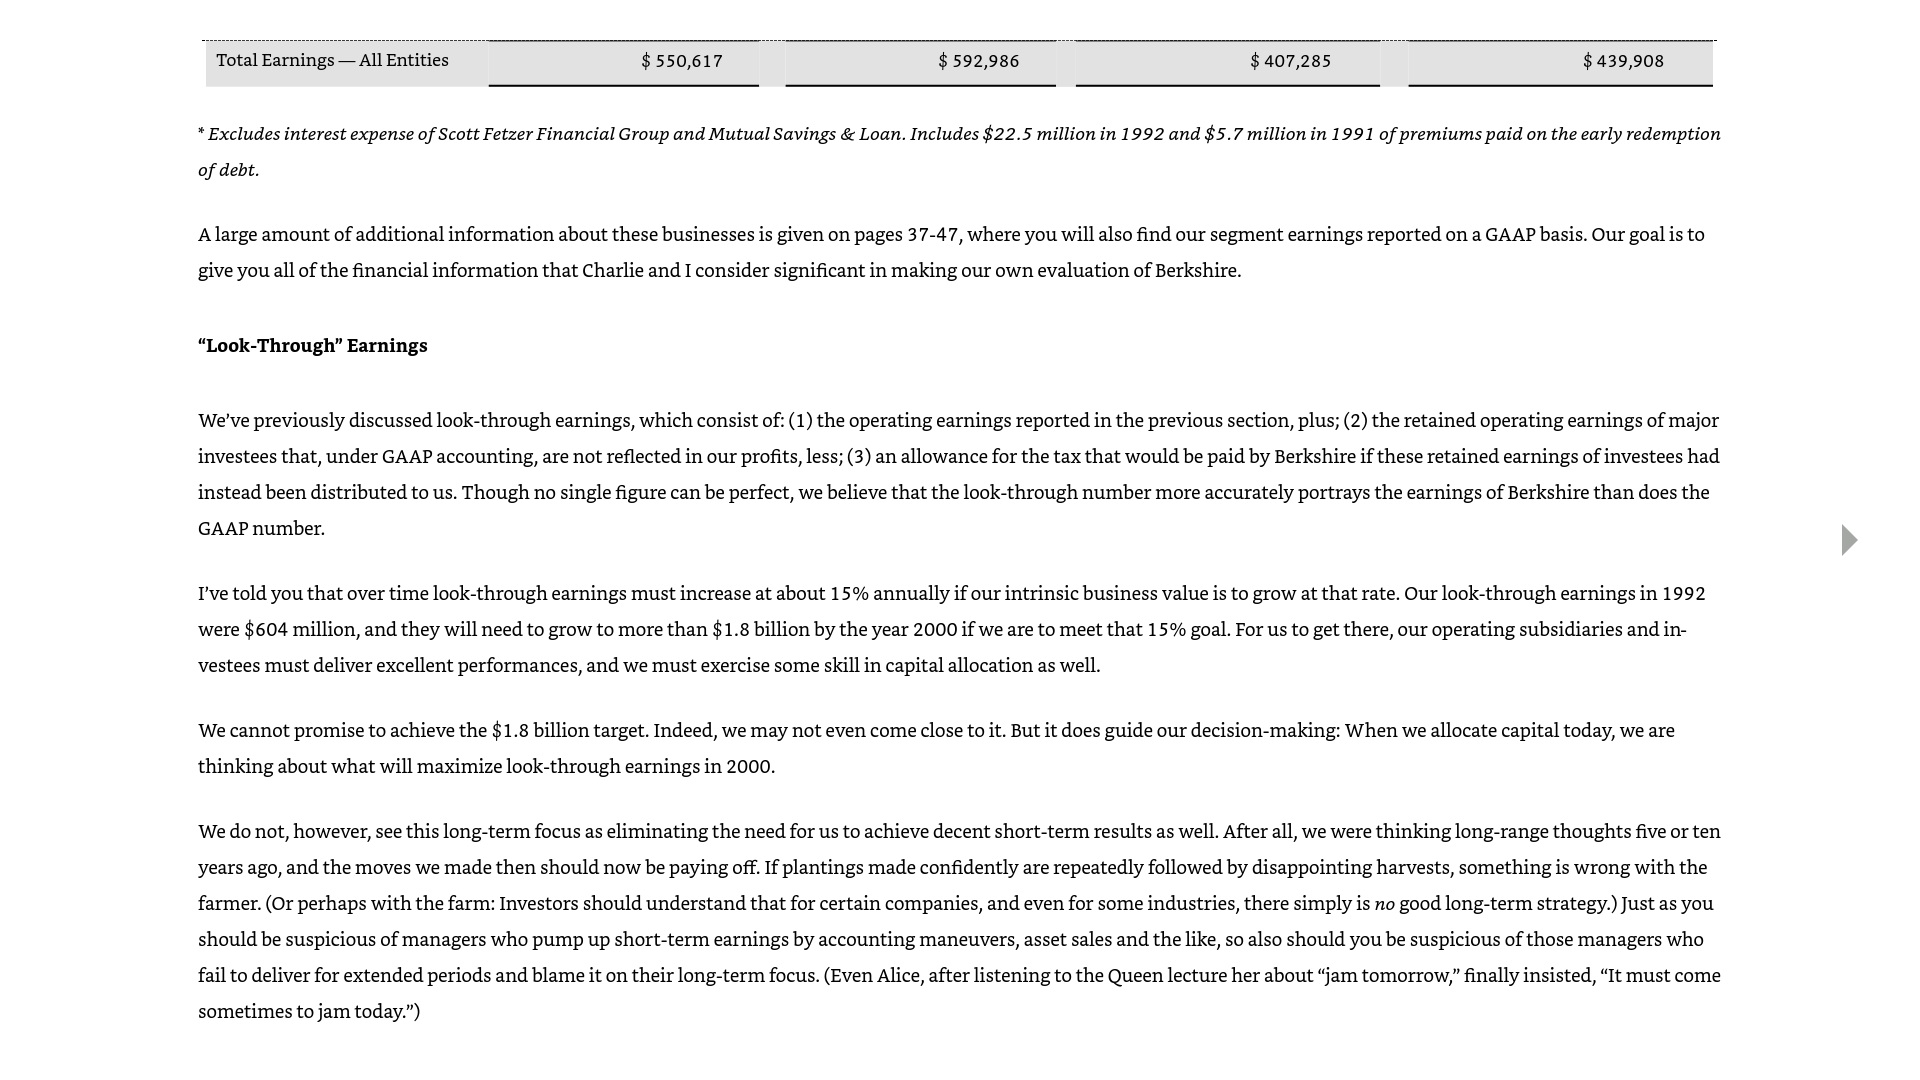 Total Earnings — All Entities $ 550,617 $ 592,986 $ 407,285 $ 439,908
* Excludes interest expense of Scott Fetzer Financial Group and Mutual Savings & Loan. Includes $22.5 million in 1992 and $5.7 million in 1991 of premiums paid on the early redemption
of debt.
A large amount of additional information about these businesses is given on pages 37-47, where you will also find our segment earnings reported on a GAAP basis. Our goal is to
give you all of the financial information that Charlie and I consider significant in making our own evaluation of Berkshire.
“Look-Through” Earnings
We’ve previously discussed look-through earnings, which consist of: (1) the operating earnings reported in the previous section, plus; (2) the retained operating earnings of major
investees that, under GAAP accounting, are not reflected in our profits, less; (3) an allowance for the tax that would be paid by Berkshire if these retained earnings of investees had
instead been distributed to us. Though no single figure can be perfect, we believe that the look-through number more accurately portrays the earnings of Berkshire than does the
GAAP number.
I’ve told you that over time look-through earnings must increase at about 15% annually if our intrinsic business value is to grow at that rate. Our look-through earnings in 1992
were $604 million, and they will need to grow to more than $1.8 billion by the year 2000 if we are to meet that 15% goal. For us to get there, our operating subsidiaries and in-
vestees must deliver excellent performances, and we must exercise some skill in capital allocation as well.
We cannot promise to achieve the $1.8 billion target. Indeed, we may not even come close to it. But it does guide our decision-making: When we allocate capital today, we are
thinking about what will maximize look-through earnings in 2000.
We do not, however, see this long-term focus as eliminating the need for us to achieve decent short-term results as well. After all, we were thinking long-range thoughts five or ten
years ago, and the moves we made then should now be paying off. If plantings made confidently are repeatedly followed by disappointing harvests, something is wrong with the
farmer. (Or perhaps with the farm: Investors should understand that for certain companies, and even for some industries, there simply is no good long-term strategy.) Just as you
should be suspicious of managers who pump up short-term earnings by accounting maneuvers, asset sales and the like, so also should you be suspicious of those managers who
fail to deliver for extended periods and blame it on their long-term focus. (Even Alice, after listening to the Queen lecture her about “jam tomorrow,” finally insisted, “It must come
sometimes to jam today.”)